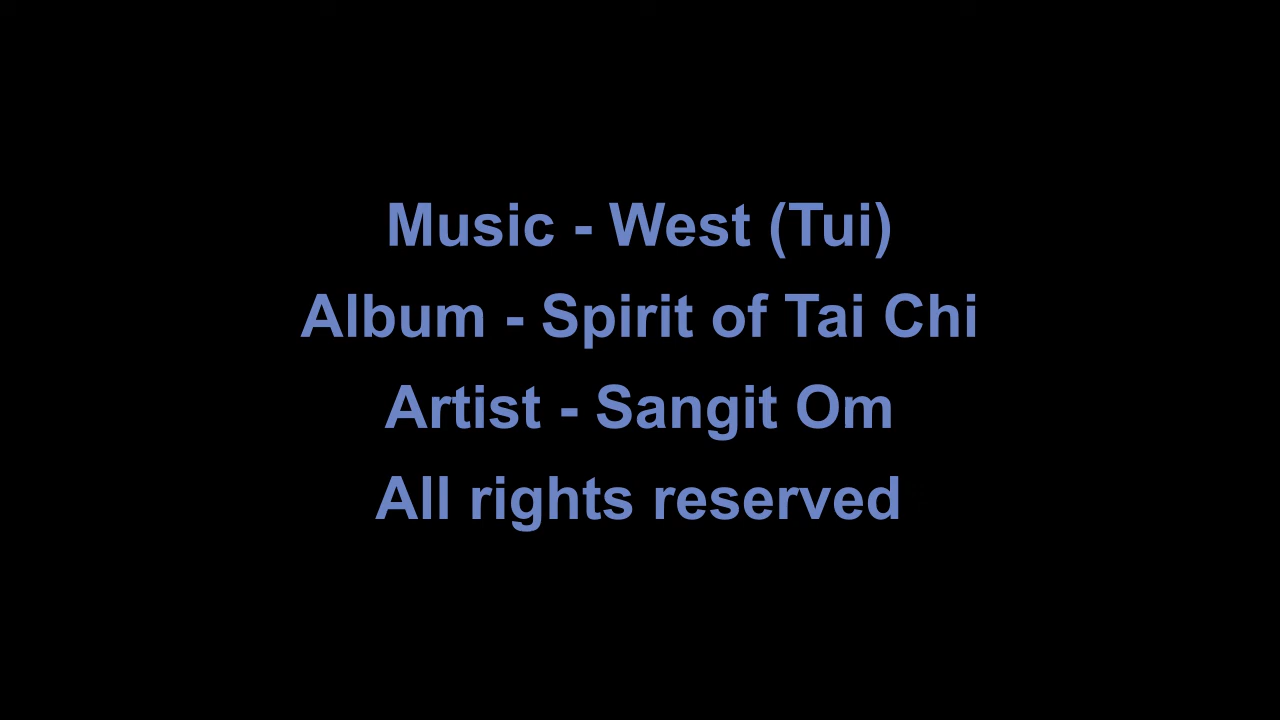 Music - West (Tui)
Album - Spirit of Tai Chi
Artist - Sangit Om
All rights reserved